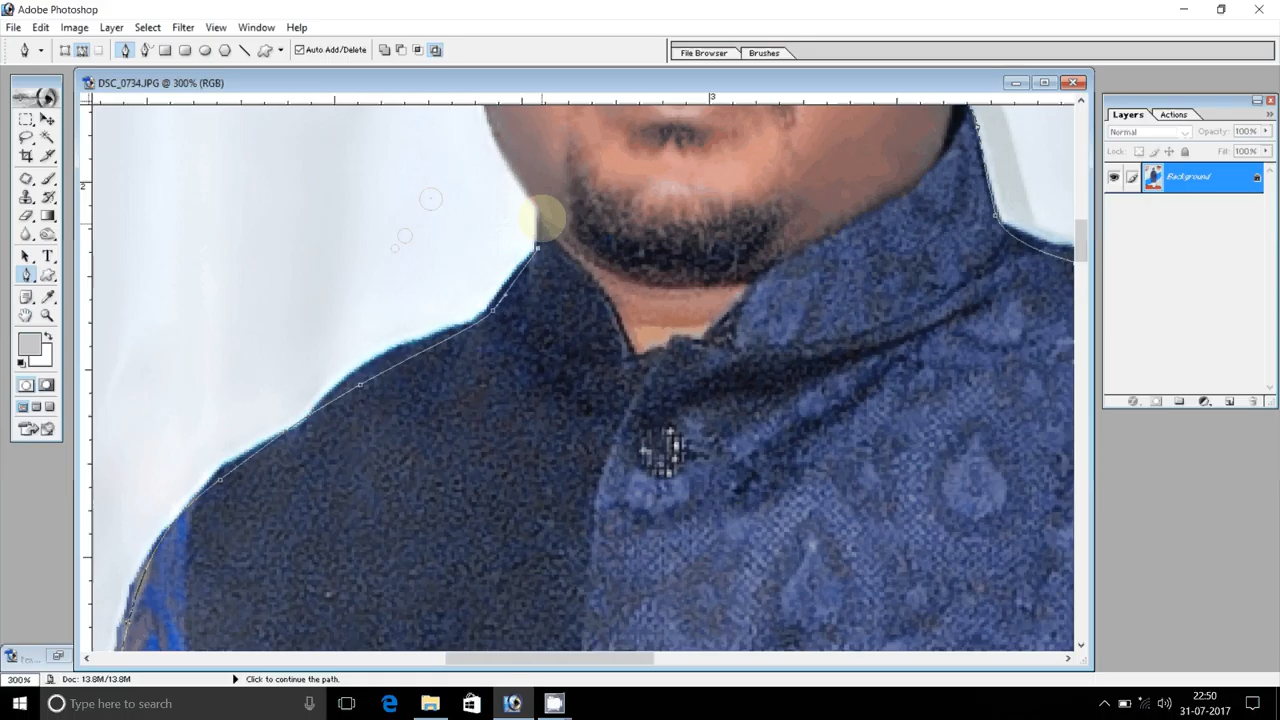 Adobe Photoshop
File Edit Image Layer Select Filter View Window Help
Auto Add/Delete
File Browser Brushes
DSC_0734.JPG @ 300% (RGB)
3
2
Layers Actions
Normal Opacity: 100%
Lock: Fill: 100%
Background
T
300% Doc: 13.8M/13.8M Click to continue the path.
Type here to search
22:50
31-07-2017